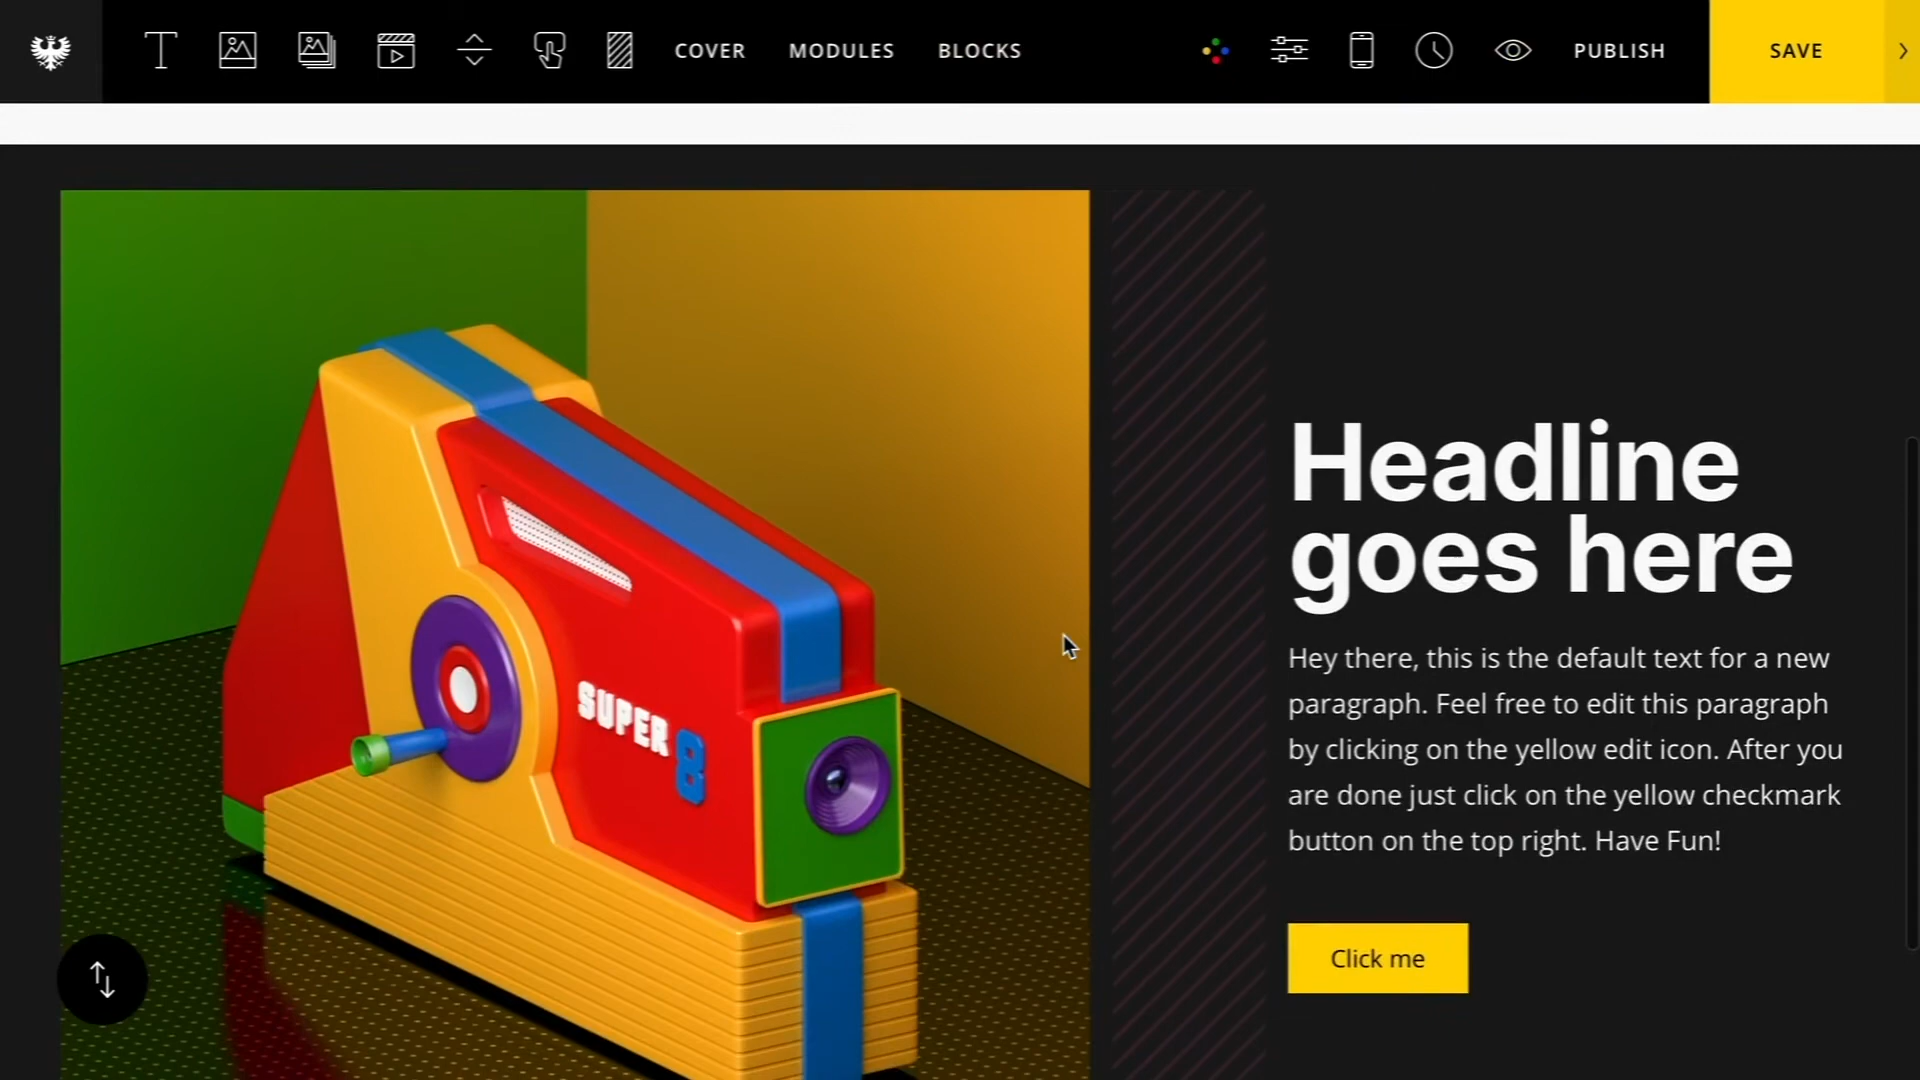 COVER MODULES BLOCKS PUBLISH SAVE
SUPER
8
Headline
goes here
Hey there, this is the default text for a new
paragraph. Feel free to edit this paragraph
by clicking on the yellow edit icon. After you
are done just click on the yellow checkmark
button on the top right. Have Fun!
Click me